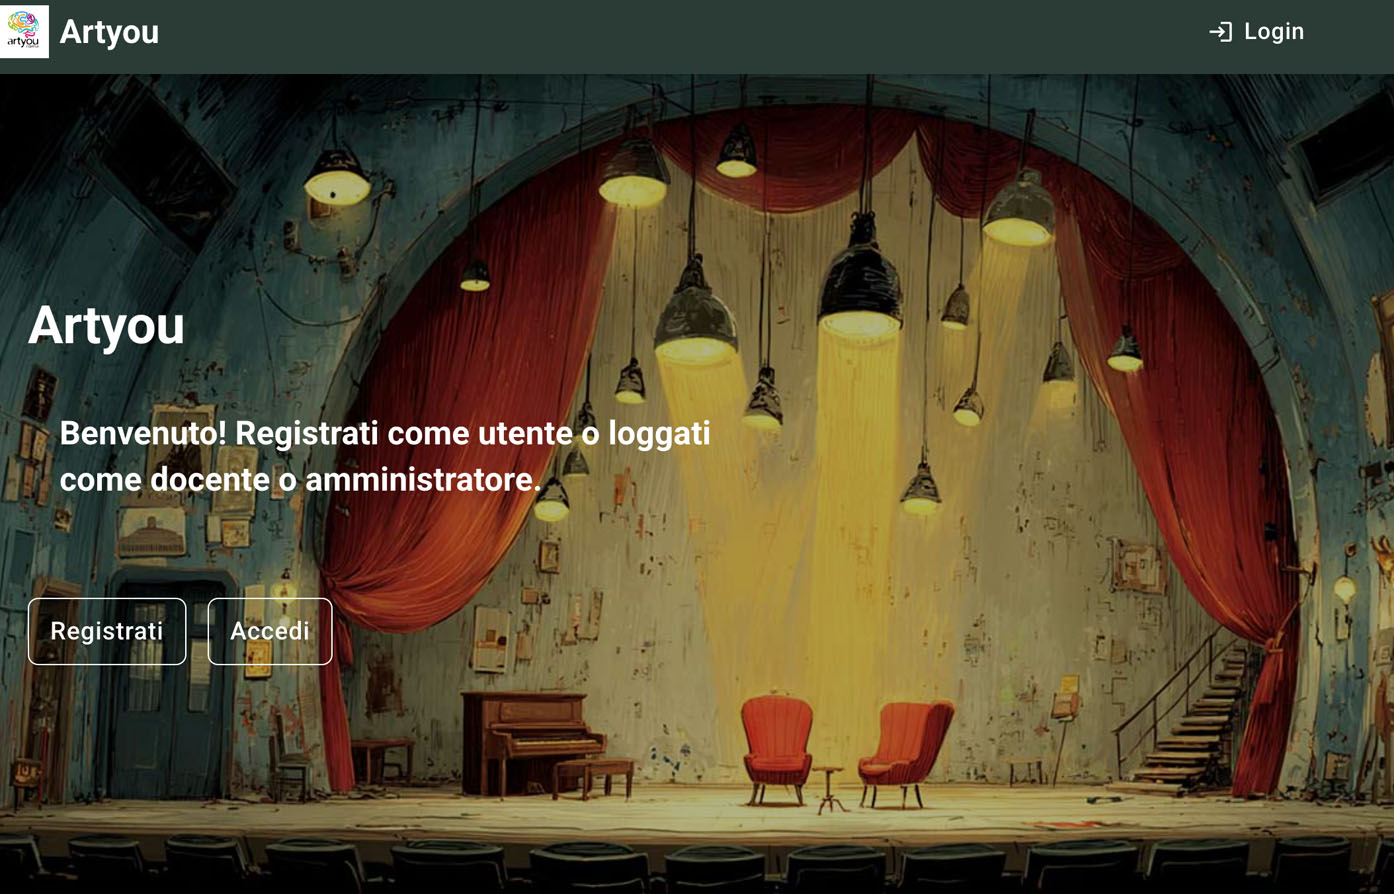 artyou
Artyou
Login
Artyou
Benvenuto! Registrati come utente o loggati
come docente o amministratore.
Registrati
Accedi